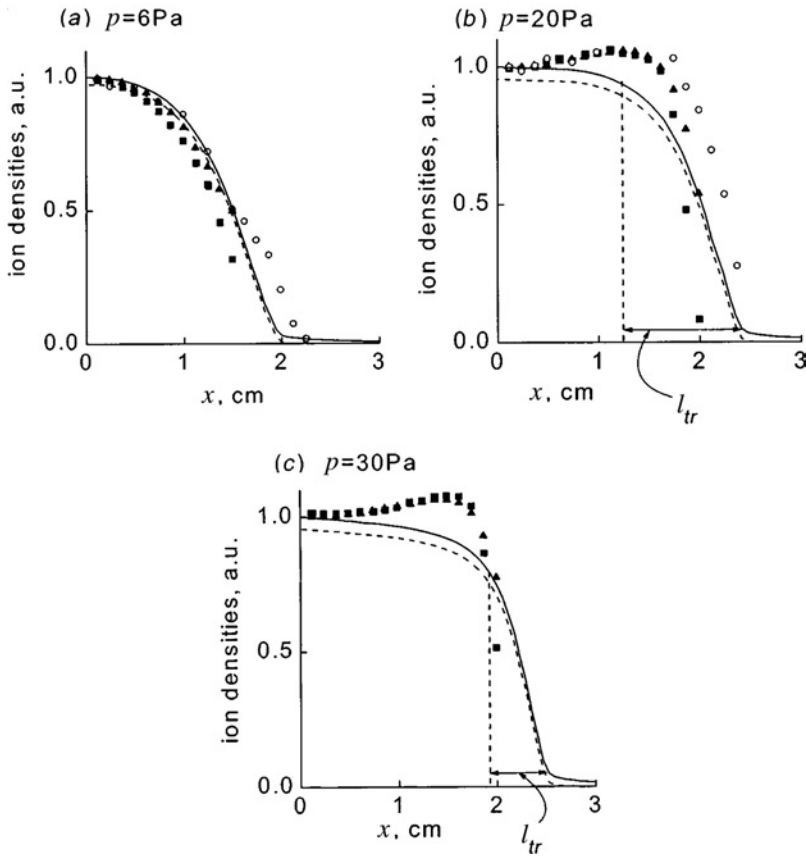 (a) p=6Pa
ion densities, a.u.
1.0
0.5
0.0
0 1 2 3
x, cm
(b) p=20Pa
ion densities, a.u.
1.0
0.5
0.0
0 1 2 3
x, cm
l_tr
(c) p=30Pa
ion densities, a.u.
1.0
0.5
0.0
0 1 2 3
x, cm
l_tr